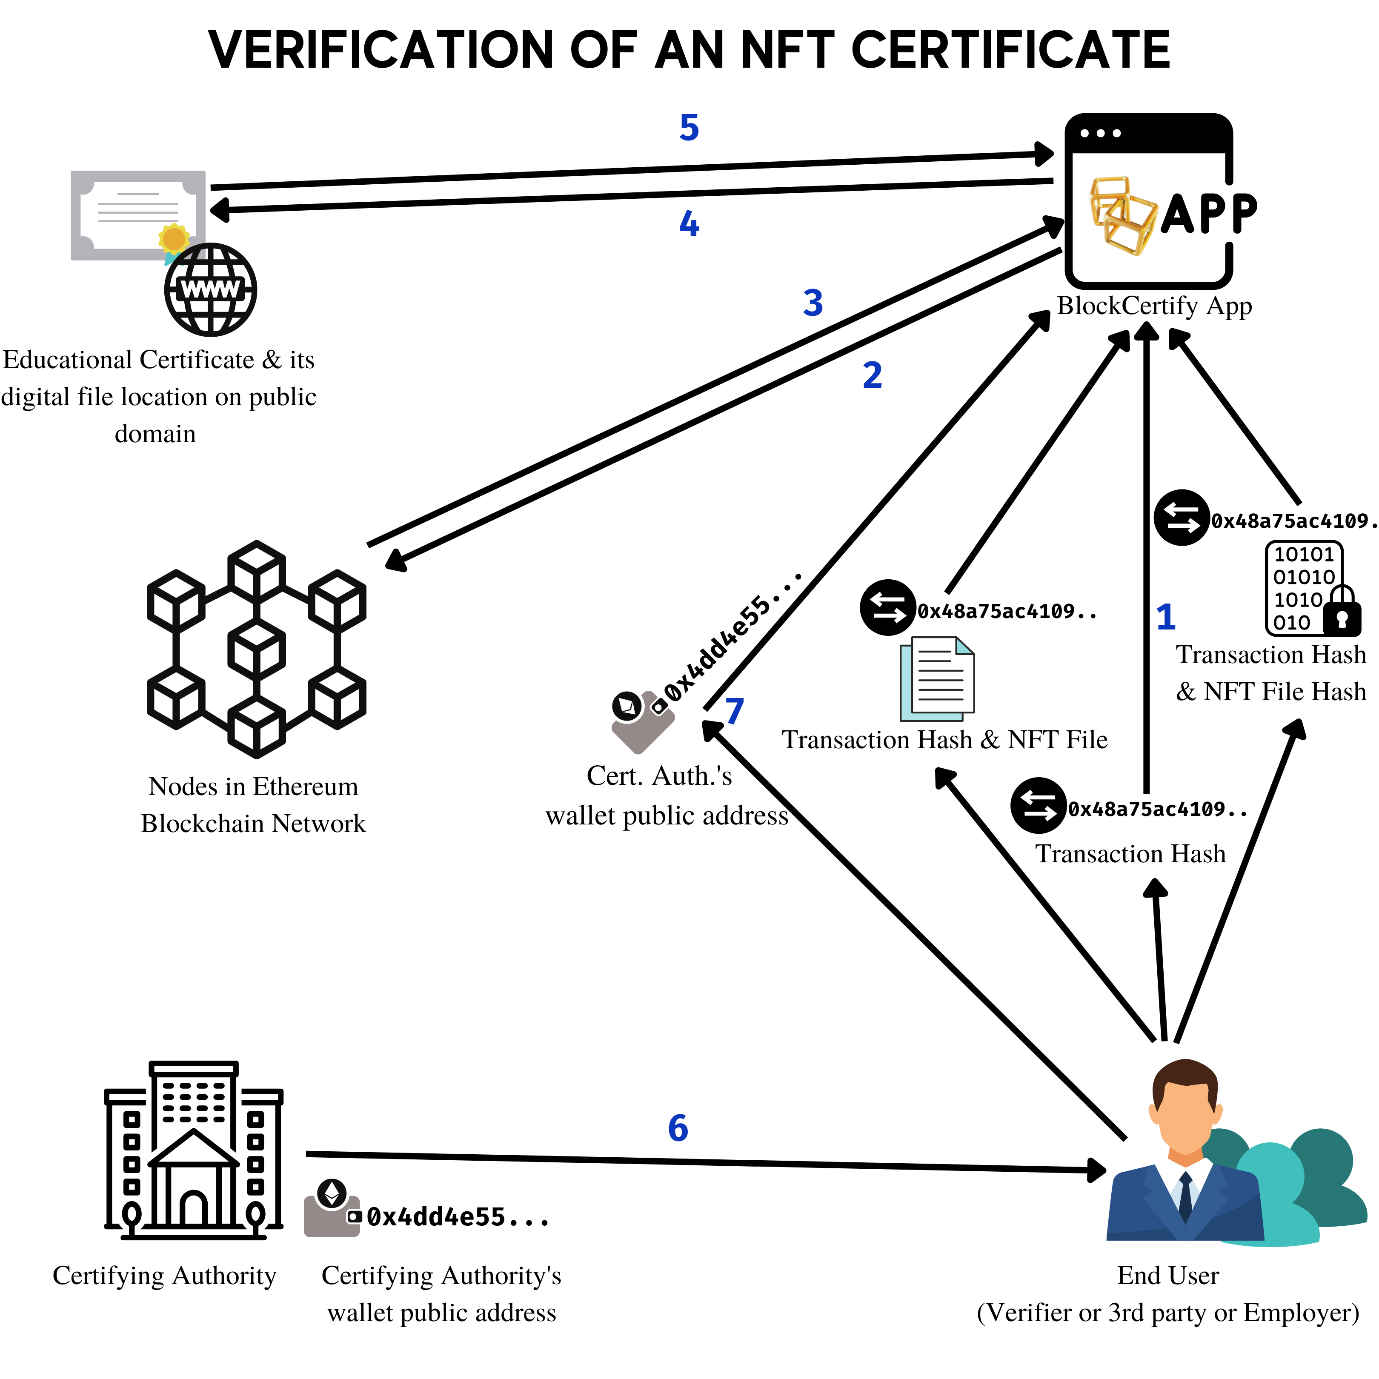 VERIFICATION OF AN NFT CERTIFICATE
5
4
APP
BlockCertify App
WWW
Educational Certificate & its
digital file location on public
domain
3
2
0x48a75ac4109.
10101
01010
1010
010
Transaction Hash
& NFT File Hash
1
0x48a75ac4109..
Transaction Hash & NFT File
0x4dd4e55...
7
Cert. Auth.'s
wallet public address
Nodes in Ethereum
Blockchain Network
0x48a75ac4109..
Transaction Hash
6
0x4dd4e55...
Certifying Authority
Certifying Authority's
wallet public address
End User
(Verifier or 3rd party or Employer)